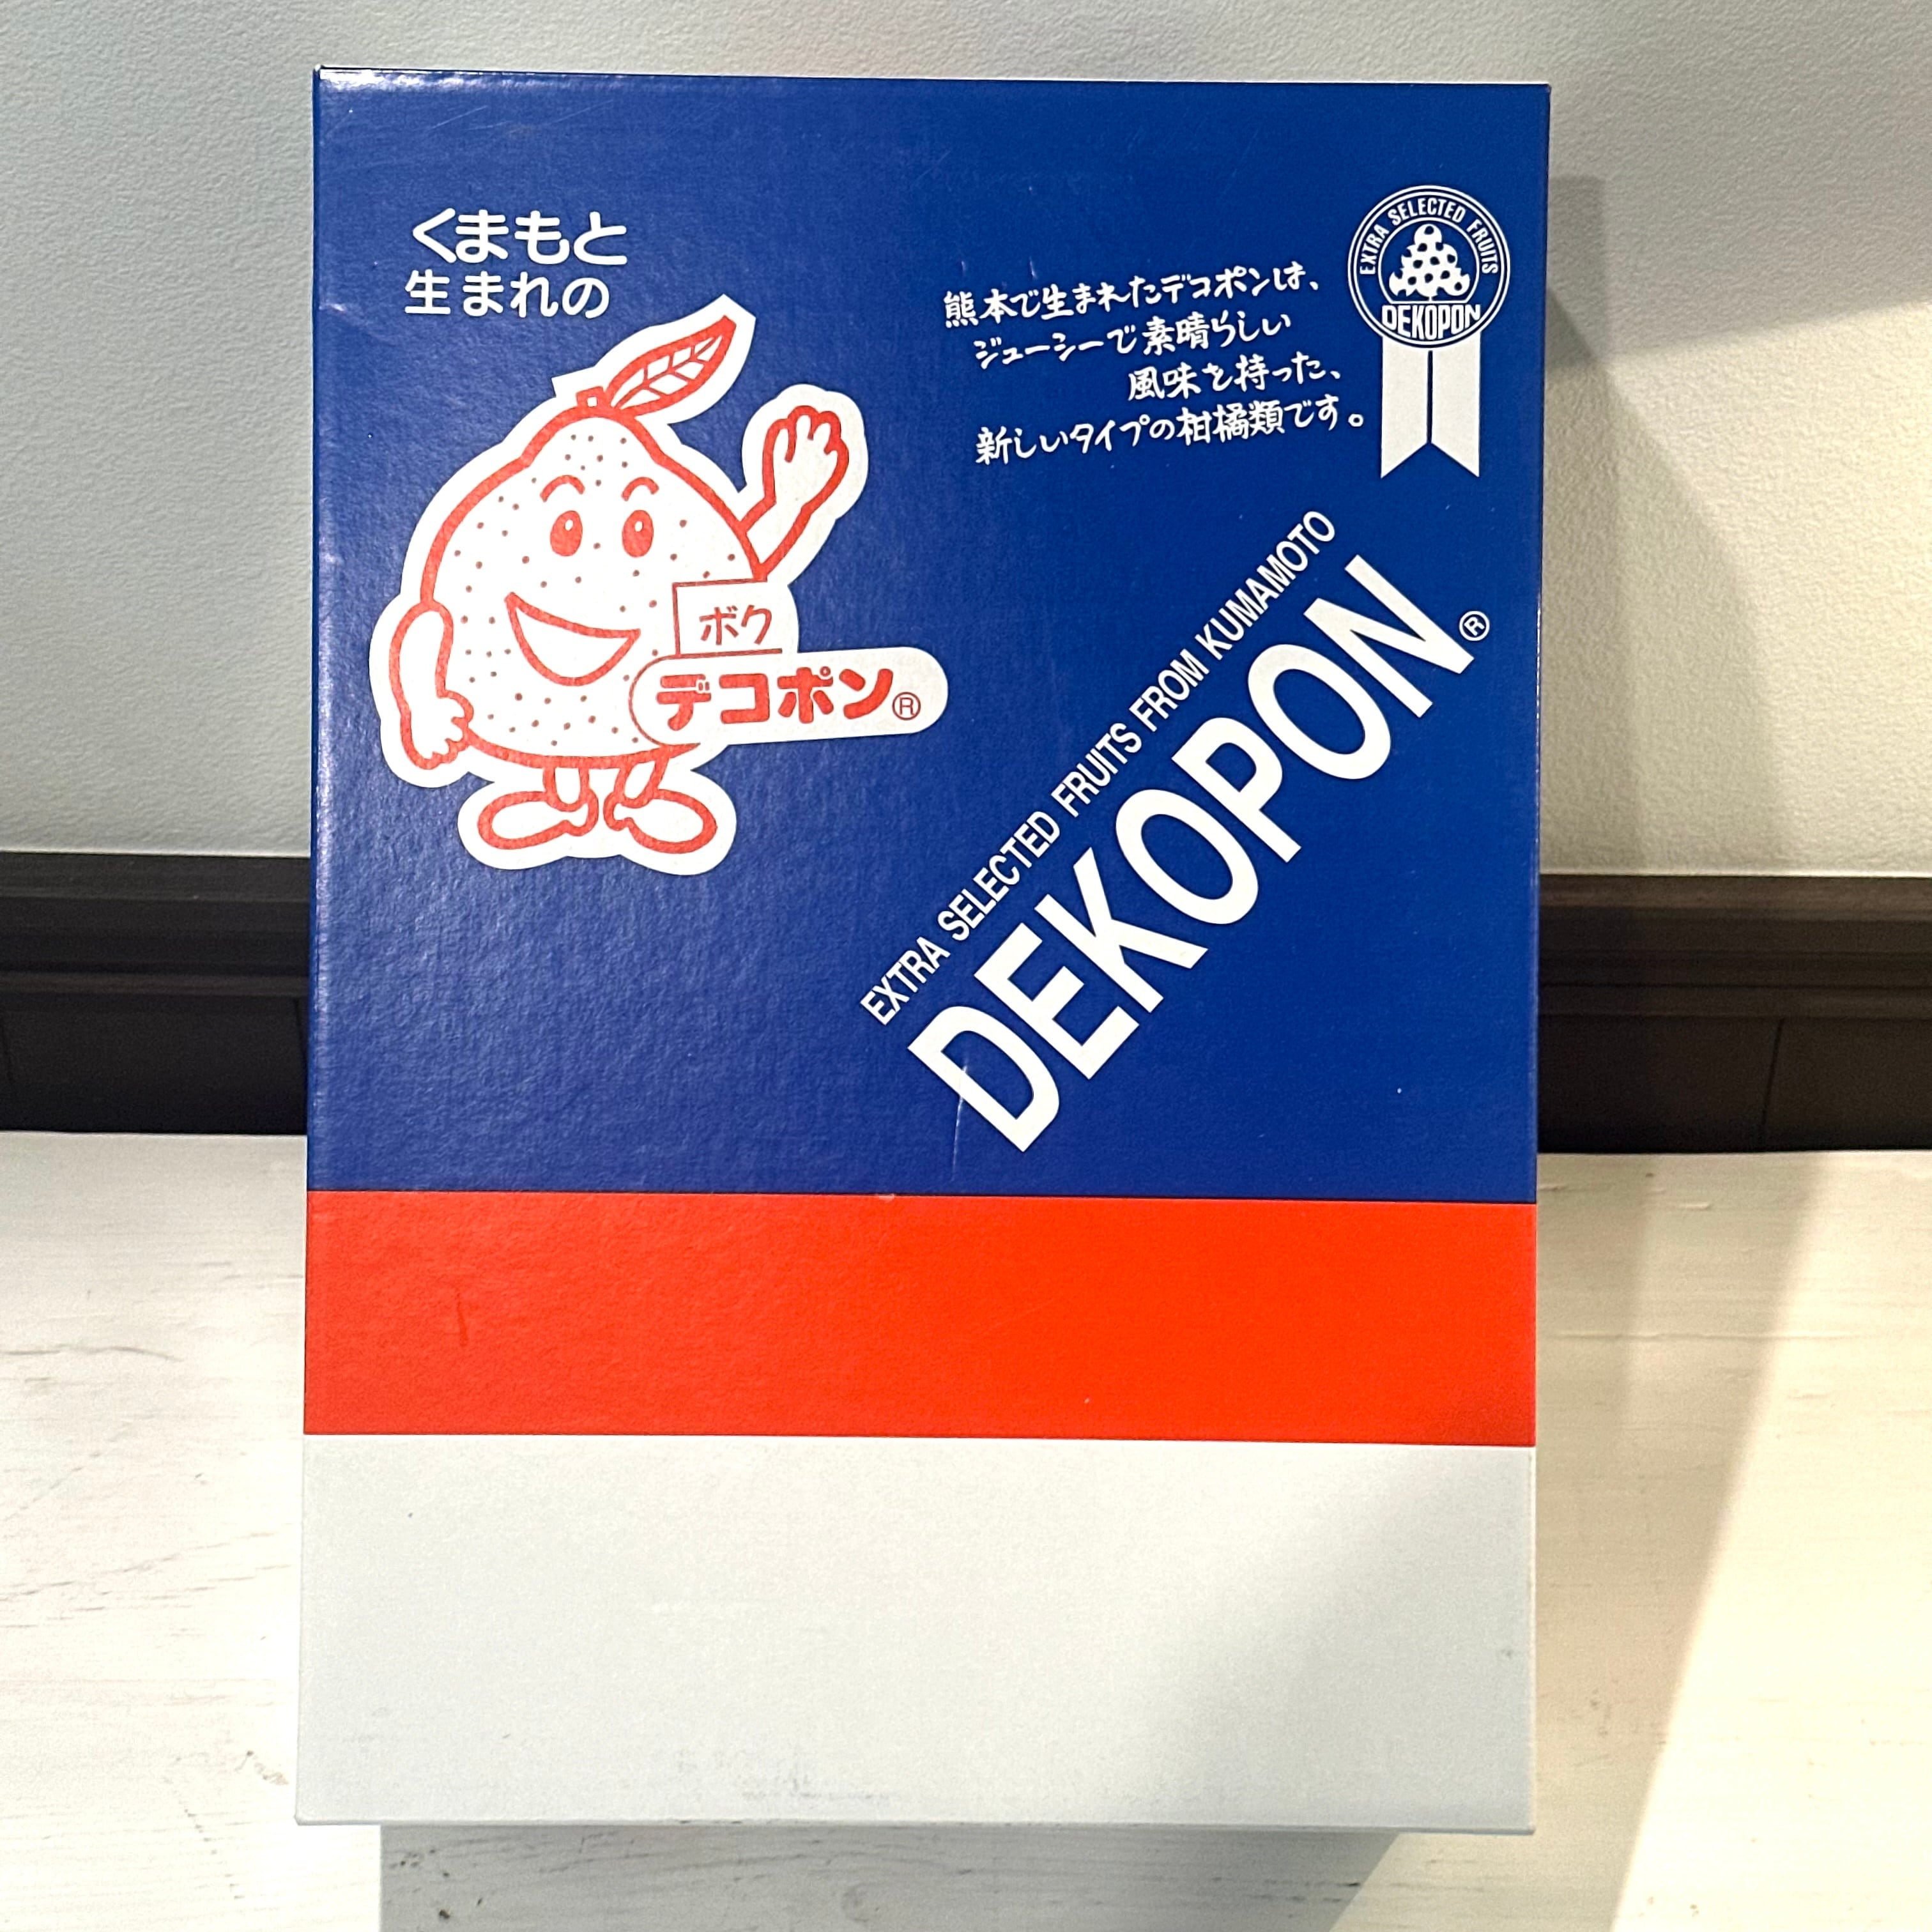 くまもと
生まれの
ボク
デコポン®
熊本で生まれたデコポンは、
ジューシーで素晴らしい
風味を持った、
新しいタイプの柑橘類です。
EXTRA SELECTED FRUITS
DEKOPON
EXTRA SELECTED FRUITS FROM KUMAMOTO
DEKOPON®